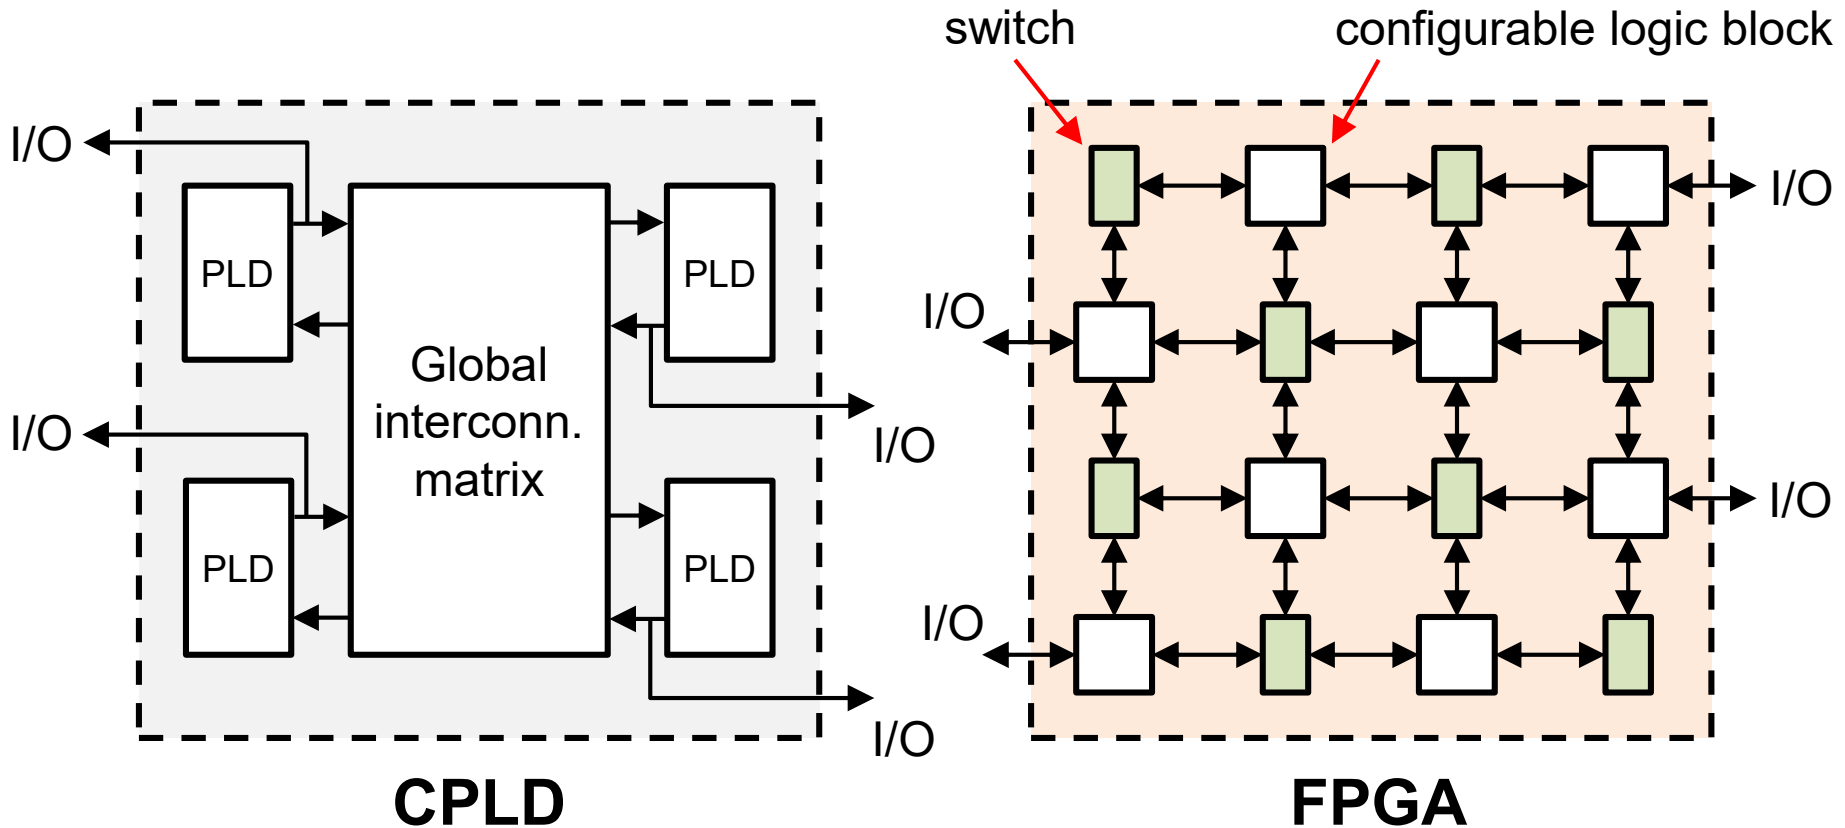 switch
configurable logic block
I/O
PLD
PLD
I/O
Global
interconn.
matrix
I/O
PLD
PLD
I/O
I/O
I/O
I/O
I/O
CPLD
FPGA